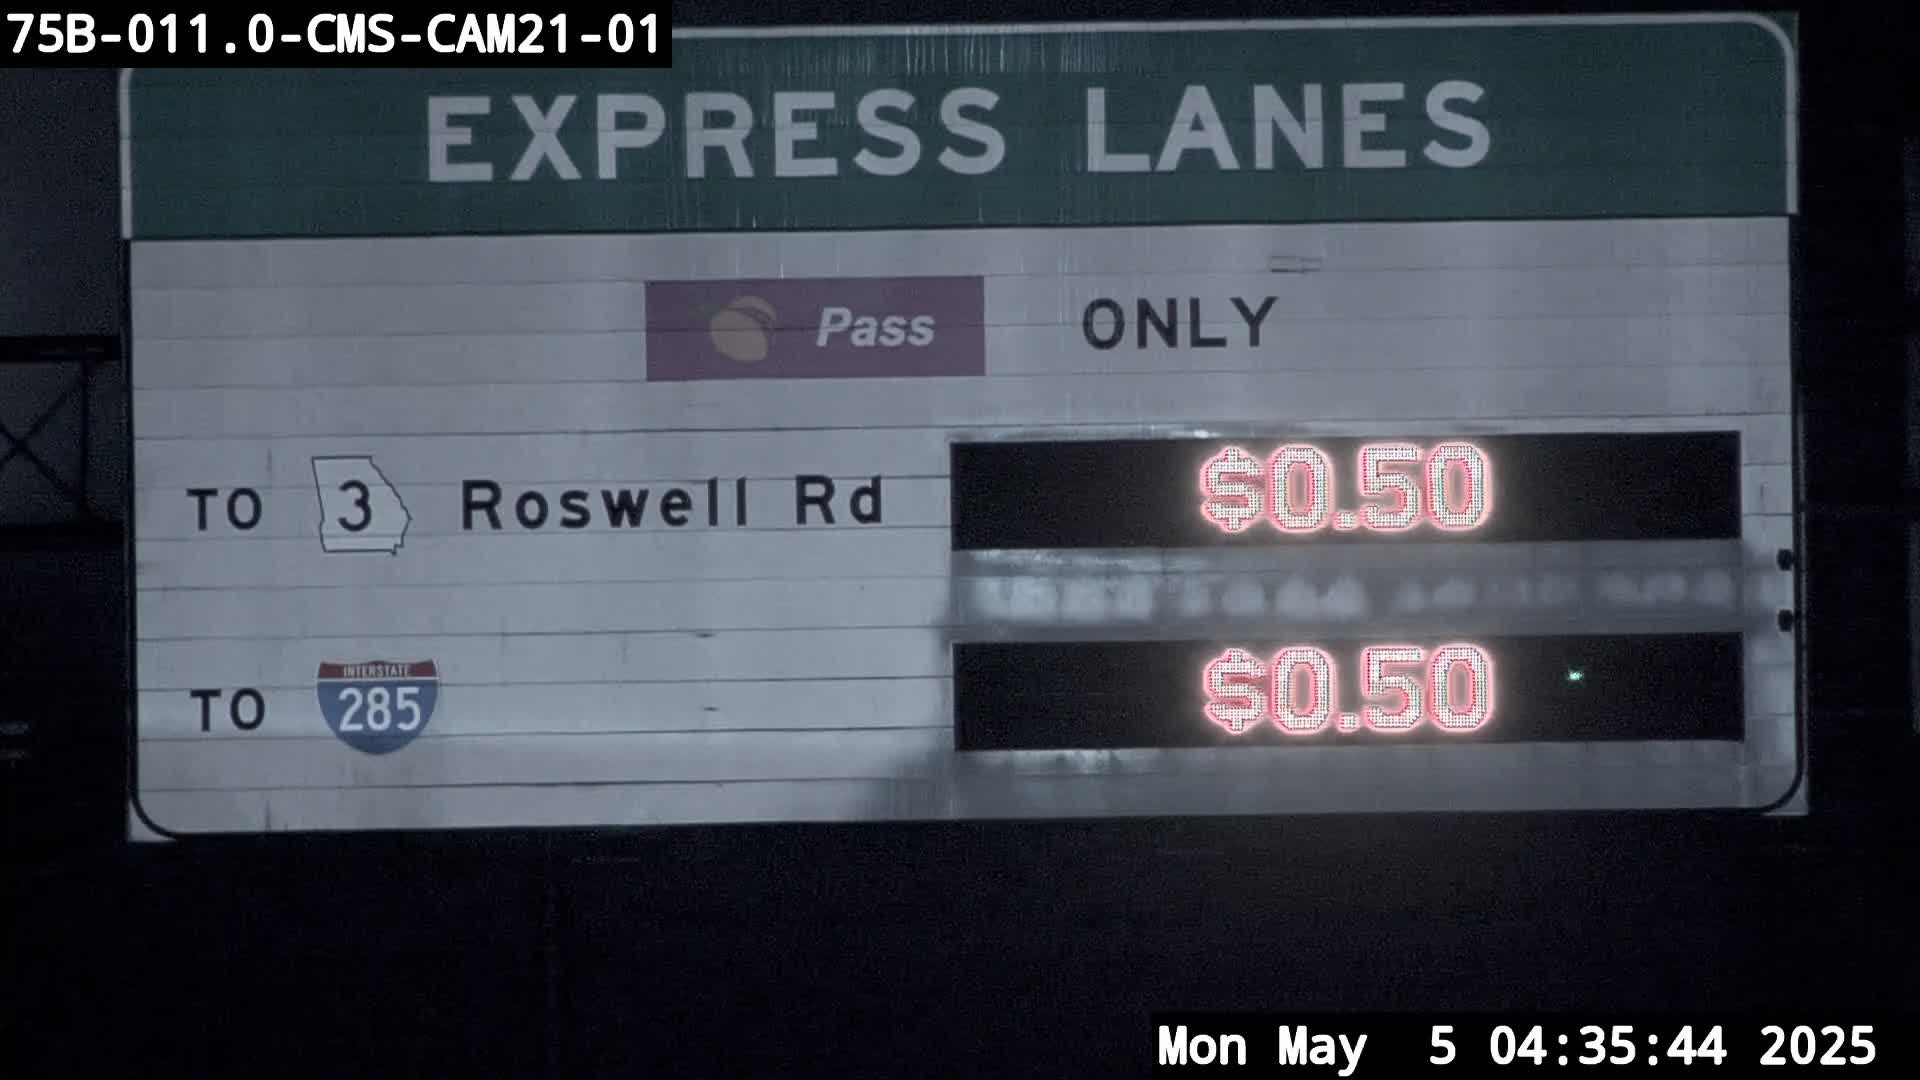 75B-011.0-CMS-CAM21-01
EXPRESS LANES
Pass ONLY
TO 3 Roswell Rd $0.50
INTERSTATE
TO 285 $0.50
Mon May 5 04:35:44 2025